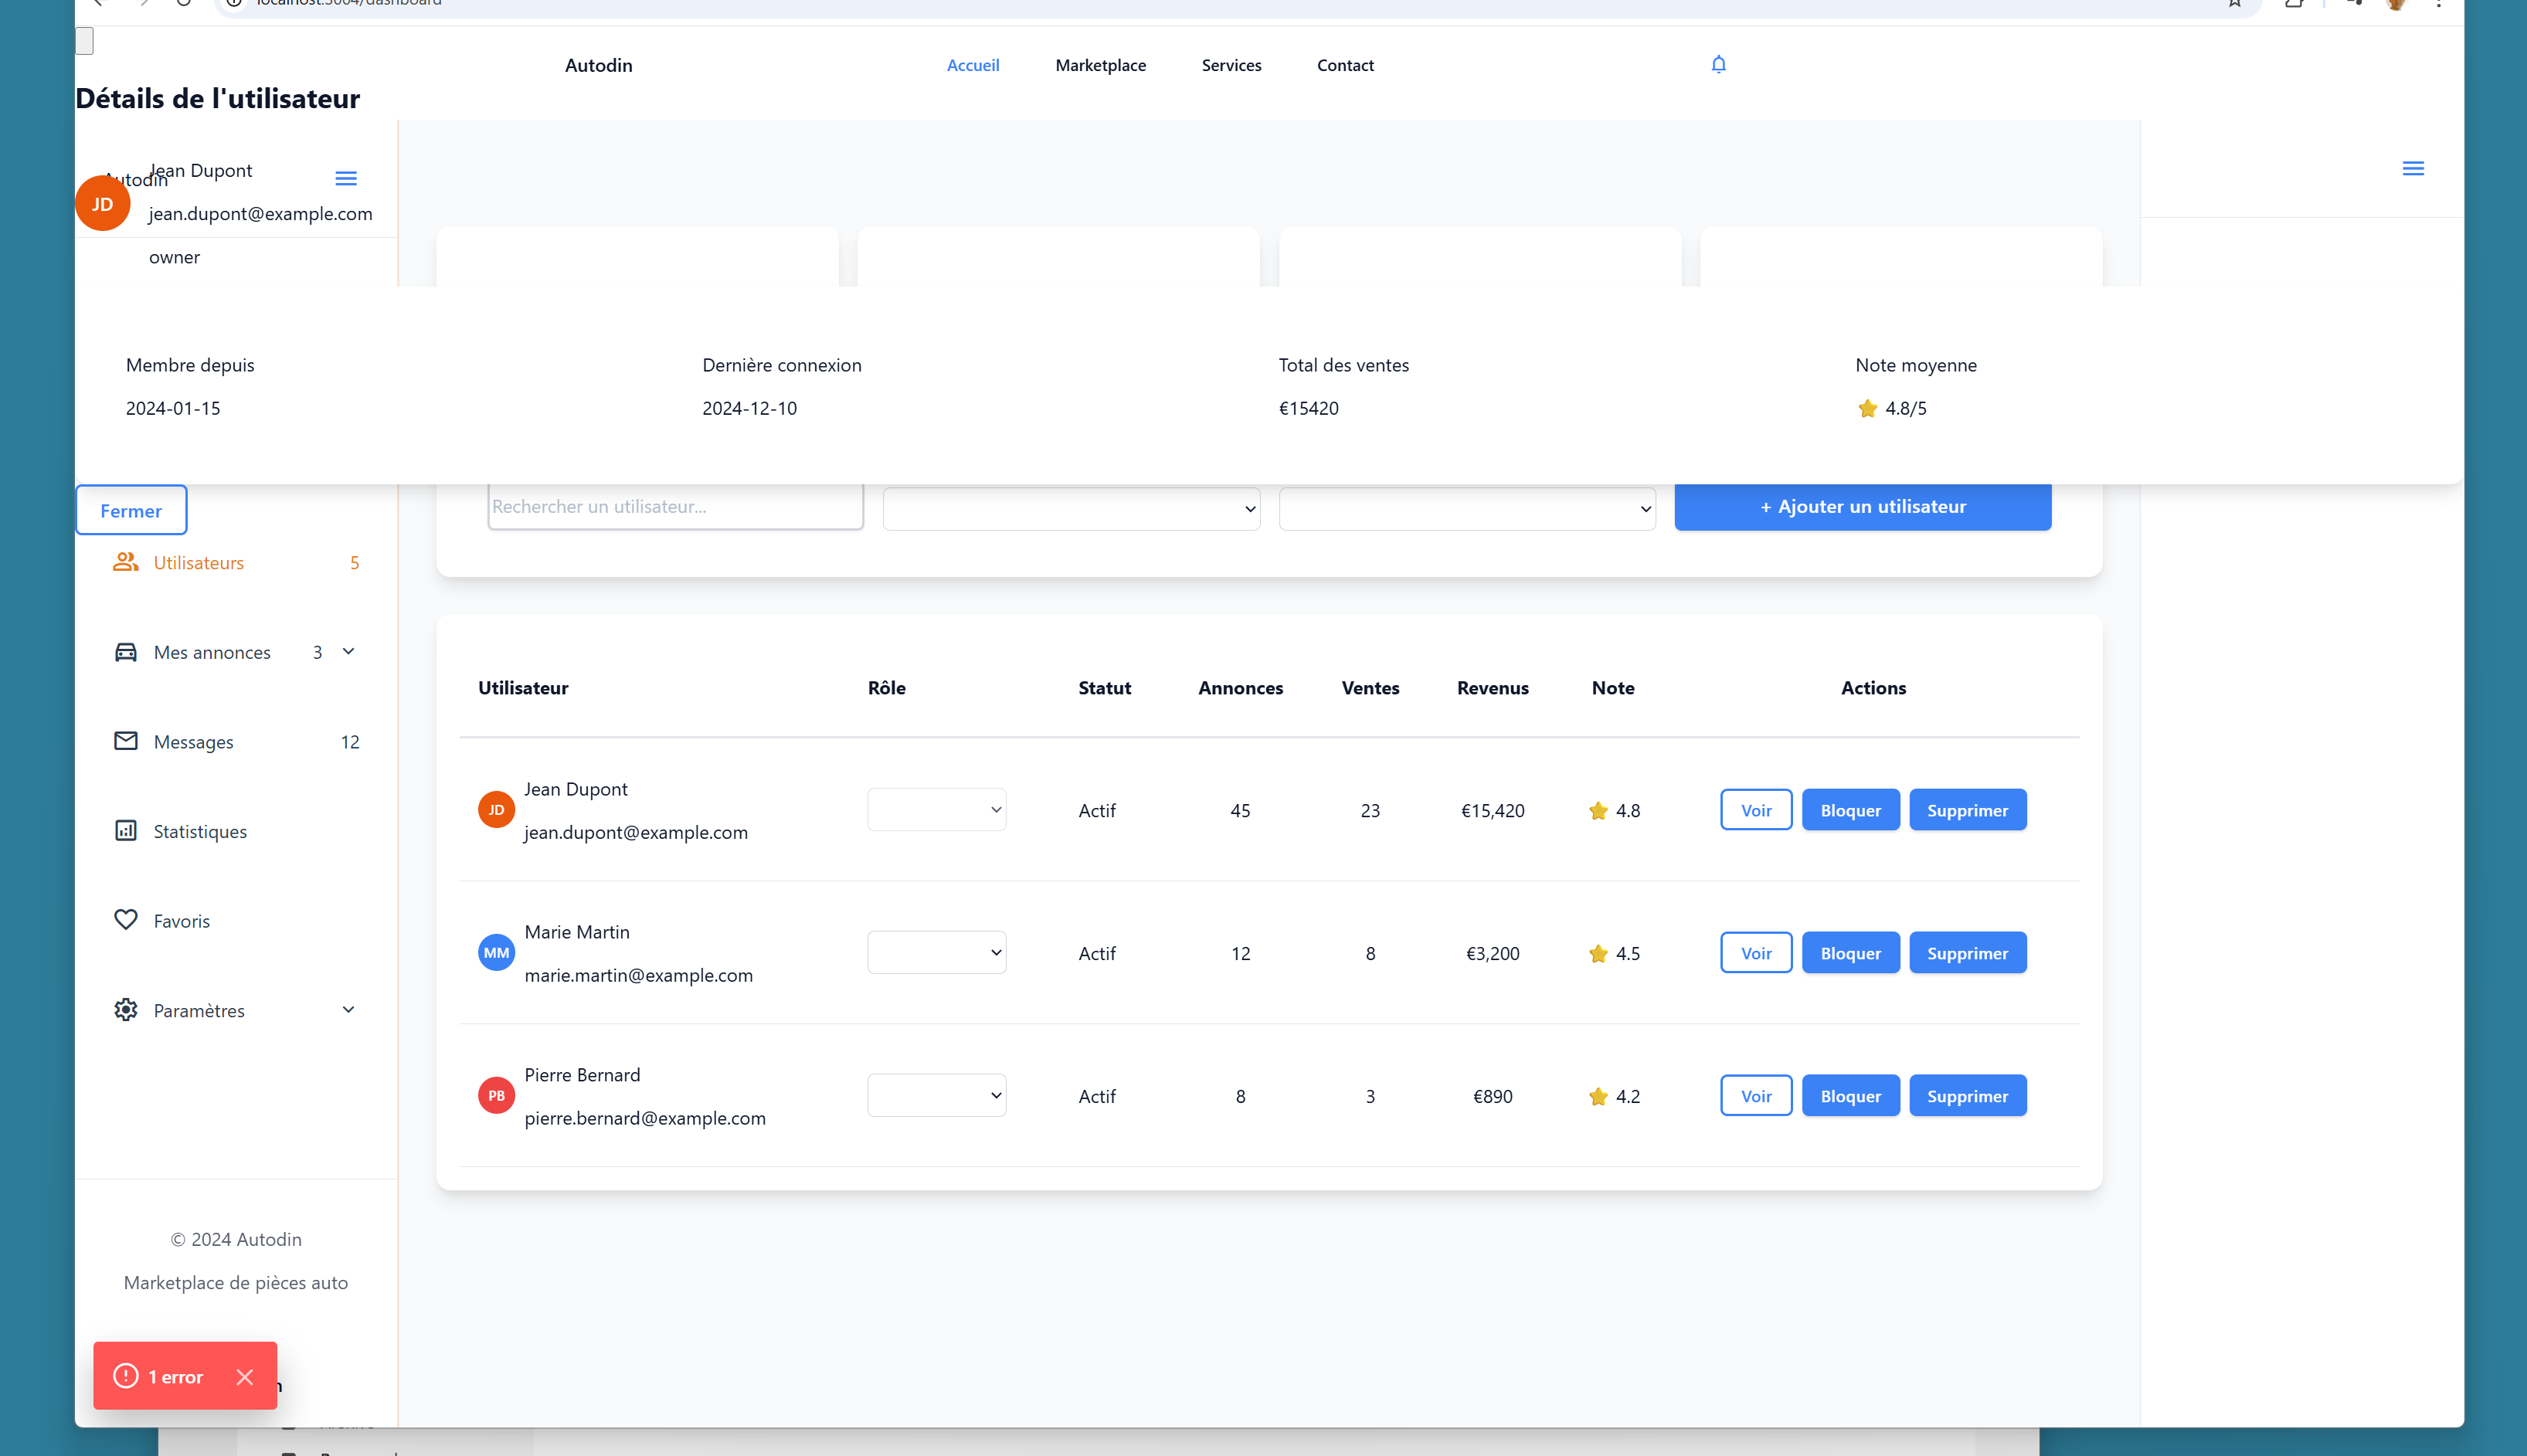 localhost:3004/dashboard
Autodin
Accueil
Marketplace
Services
Contact
Détails de l'utilisateur
Autodin
Jean Dupont
JD
jean.dupont@example.com
owner
Membre depuis
Dernière connexion
Total des ventes
Note moyenne
2024-01-15
2024-12-10
€15420
4.8/5
Fermer
Rechercher un utilisateur...
+ Ajouter un utilisateur
Utilisateurs 5
Mes annonces 3
Messages 12
Statistiques
Favoris
Paramètres
Utilisateur Rôle Statut Annonces Ventes Revenus Note Actions
JD
Jean Dupont
jean.dupont@example.com
Actif 45 23 €15,420 4.8 Voir Bloquer Supprimer
MM
Marie Martin
marie.martin@example.com
Actif 12 8 €3,200 4.5 Voir Bloquer Supprimer
PB
Pierre Bernard
pierre.bernard@example.com
Actif 8 3 €890 4.2 Voir Bloquer Supprimer
© 2024 Autodin
Marketplace de pièces auto
1 error